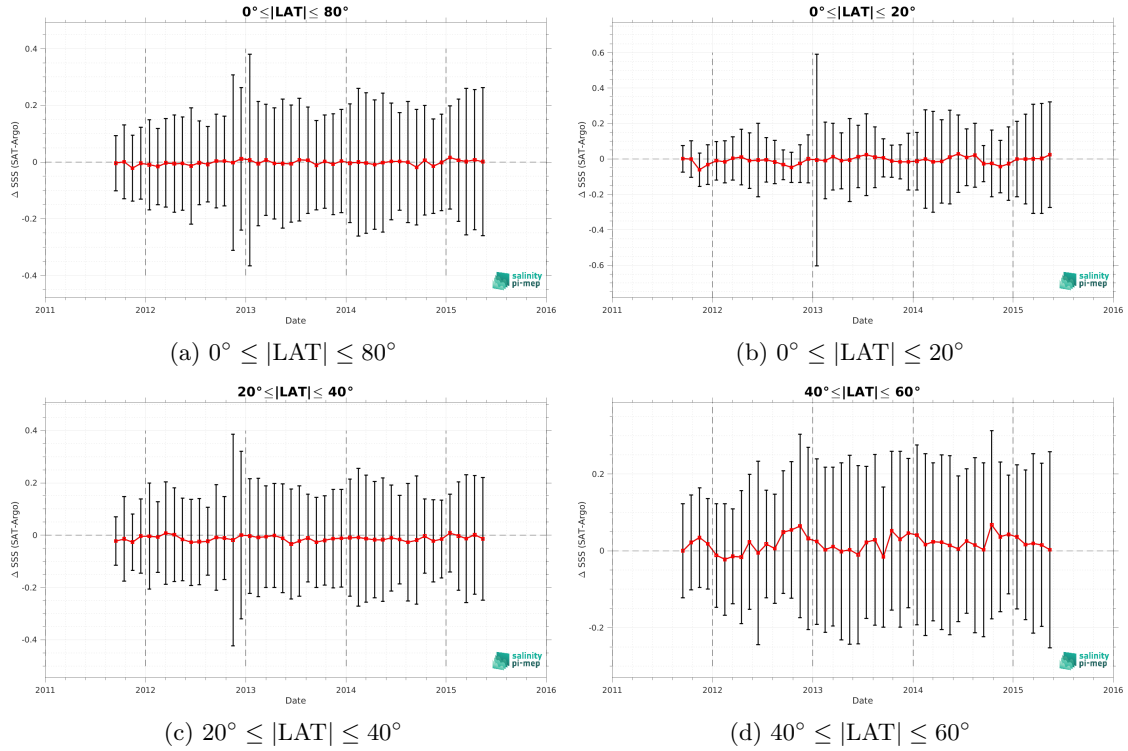 0°≤|LAT|≤ 80°
Δ SSS (SAT-Argo)
0.4
0.2
0
-0.2
-0.4
2011
2012
2013
2014
2015
2016
Date
salinity
pi-mep
(a) 0° ≤ |LAT| ≤ 80°
0°≤|LAT|≤ 20°
Δ SSS (SAT-Argo)
0.6
0.4
0.2
0
-0.2
-0.4
-0.6
2011
2012
2013
2014
2015
2016
Date
salinity
pi-mep
(b) 0° ≤ |LAT| ≤ 20°
20°≤|LAT|≤ 40°
Δ SSS (SAT-Argo)
0.4
0.2
0
-0.2
-0.4
2011
2012
2013
2014
2015
2016
Date
salinity
pi-mep
(c) 20° ≤ |LAT| ≤ 40°
40°≤|LAT|≤ 60°
Δ SSS (SAT-Argo)
0.2
0
-0.2
2011
2012
2013
2014
2015
2016
Date
salinity
pi-mep
(d) 40° ≤ |LAT| ≤ 60°